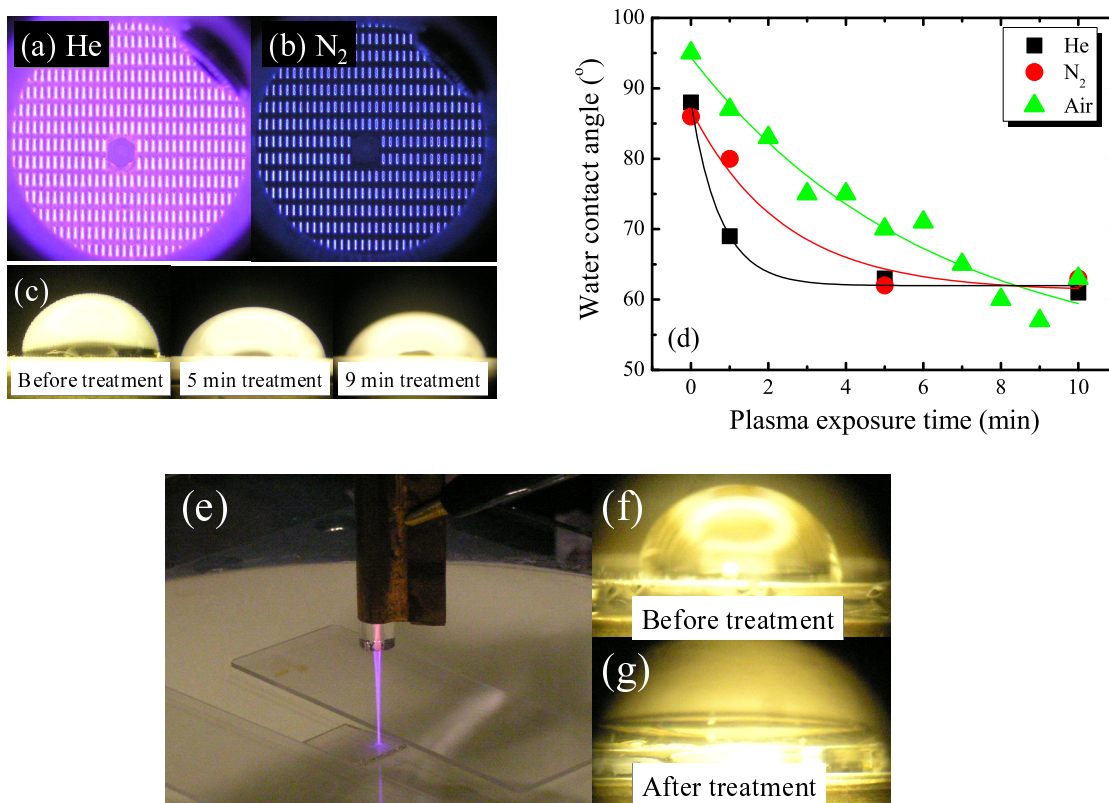 (a) He
(b) N₂
(c)
Before treatment
5 min treatment
9 min treatment
100
90
80
70
60
50
Water contact angle (°)
He
N₂
Air
(d)
0
2
4
6
8
10
Plasma exposure time (min)
(e)
(f)
Before treatment
(g)
After treatment